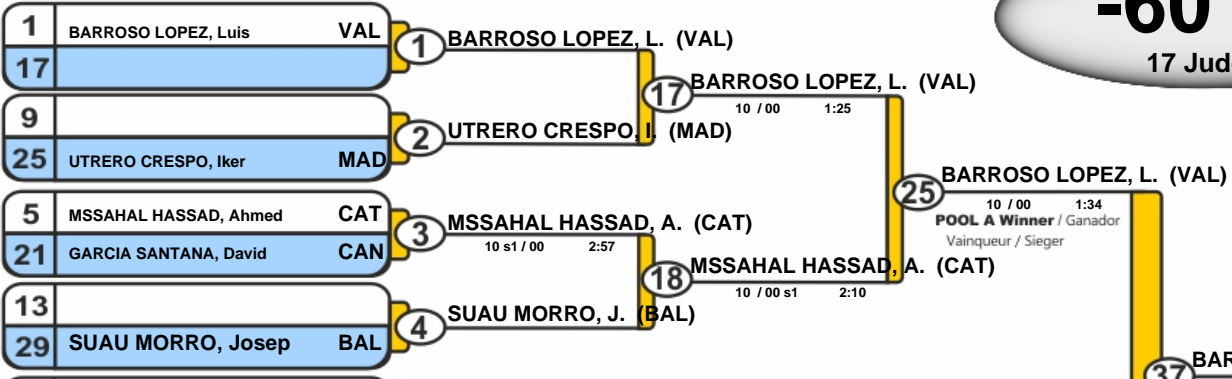 -60
17 Jud
1 BARROSO LOPEZ, Luis VAL
17
1 BARROSO LOPEZ, L. (VAL)
17 BARROSO LOPEZ, L. (VAL)
10 / 00 1:25
9
25 UTRERO CRESPO, Iker MAD
2 UTRERO CRESPO, I. (MAD)
25 BARROSO LOPEZ, L. (VAL)
10 / 00 1:34
POOL A Winner / Ganador
Vainqueur / Sieger
5 MSSAHAL HASSAD, Ahmed CAT
21 GARCIA SANTANA, David CAN
3 MSSAHAL HASSAD, A. (CAT)
10 s1 / 00 2:57
18 MSSAHAL HASSAD, A. (CAT)
10 / 00 s1 2:10
13
29 SUAU MORRO, Josep BAL
4 SUAU MORRO, J. (BAL)
37 BAR